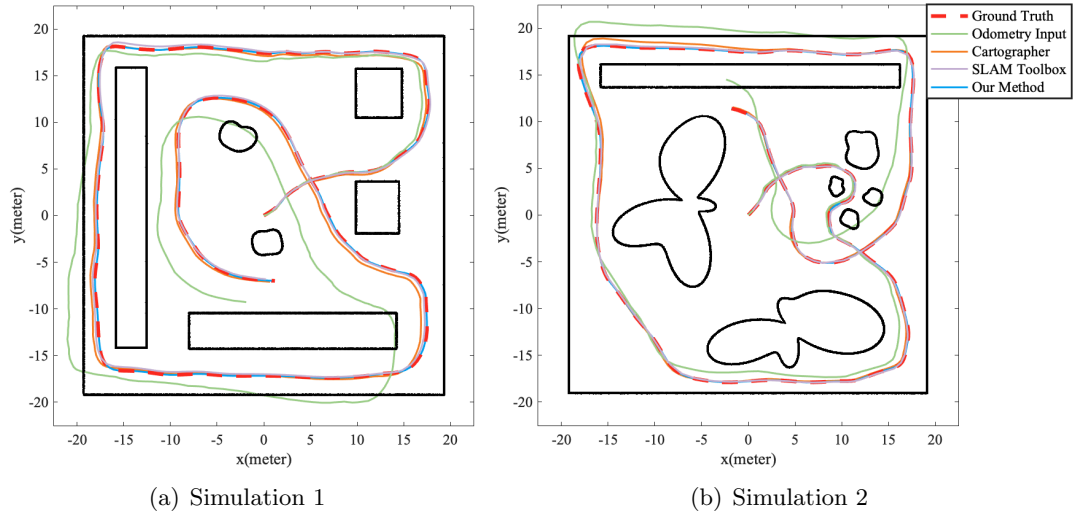 Ground Truth
Odometry Input
Cartographer
SLAM Toolbox
Our Method
20
15
10
5
0
-5
-10
-15
-20
y(meter)
-20 -15 -10 -5 0 5 10 15 20
x(meter)
20
15
10
5
0
-5
-10
-15
-20
y(meter)
-20 -15 -10 -5 0 5 10 15 20
x(meter)
(a) Simulation 1
(b) Simulation 2